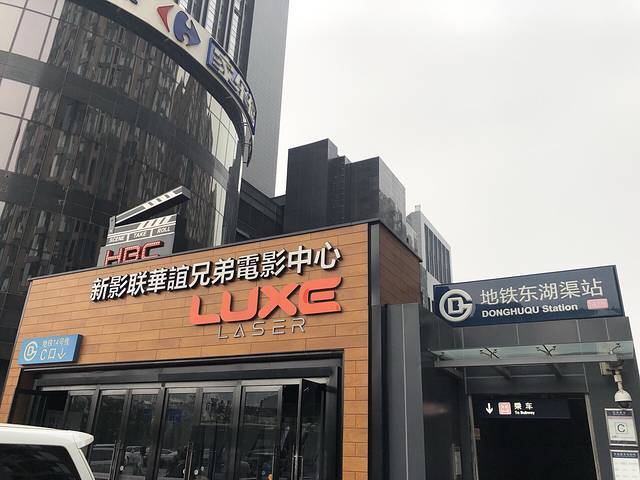 SCENE TAKE ROLL
HBC
新影联華誼兄弟電影中心
LUXE
LASER
地铁14号线
C口↓
地铁东湖渠站
DONGHUQU Station
乘车
To Subway
C